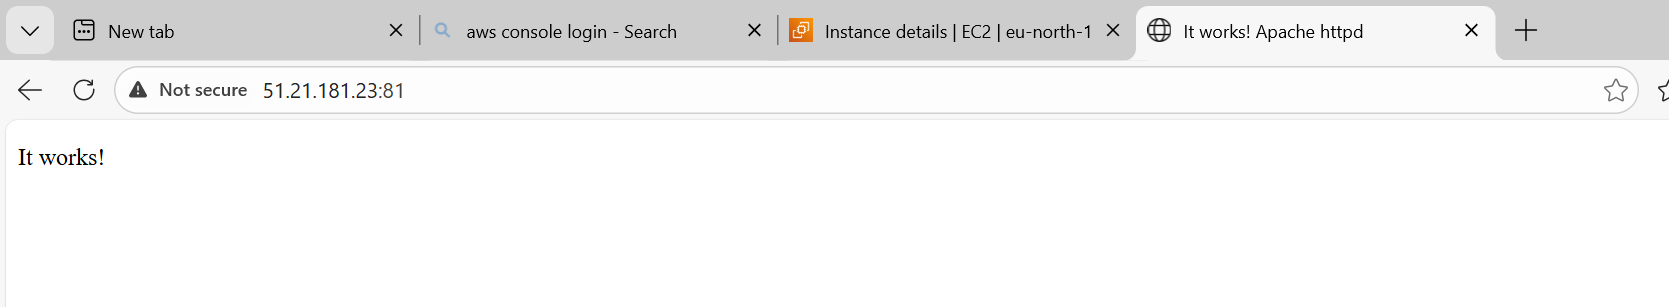 New tab
aws console login - Search
Instance details | EC2 | eu-north-1
It works! Apache httpd
Not secure 51.21.181.23:81
It works!